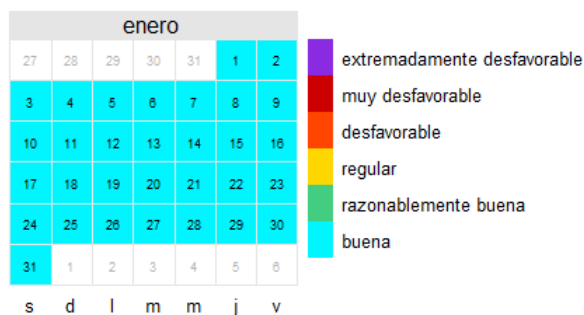 enero
27 28 29 30 31 1 2
3 4 5 6 7 8 9
10 11 12 13 14 15 16
17 18 19 20 21 22 23
24 25 26 27 28 29 30
31 1 2 3 4 5 6
s d l m m j v
extremadamente desfavorable
muy desfavorable
desfavorable
regular
razonablemente buena
buena